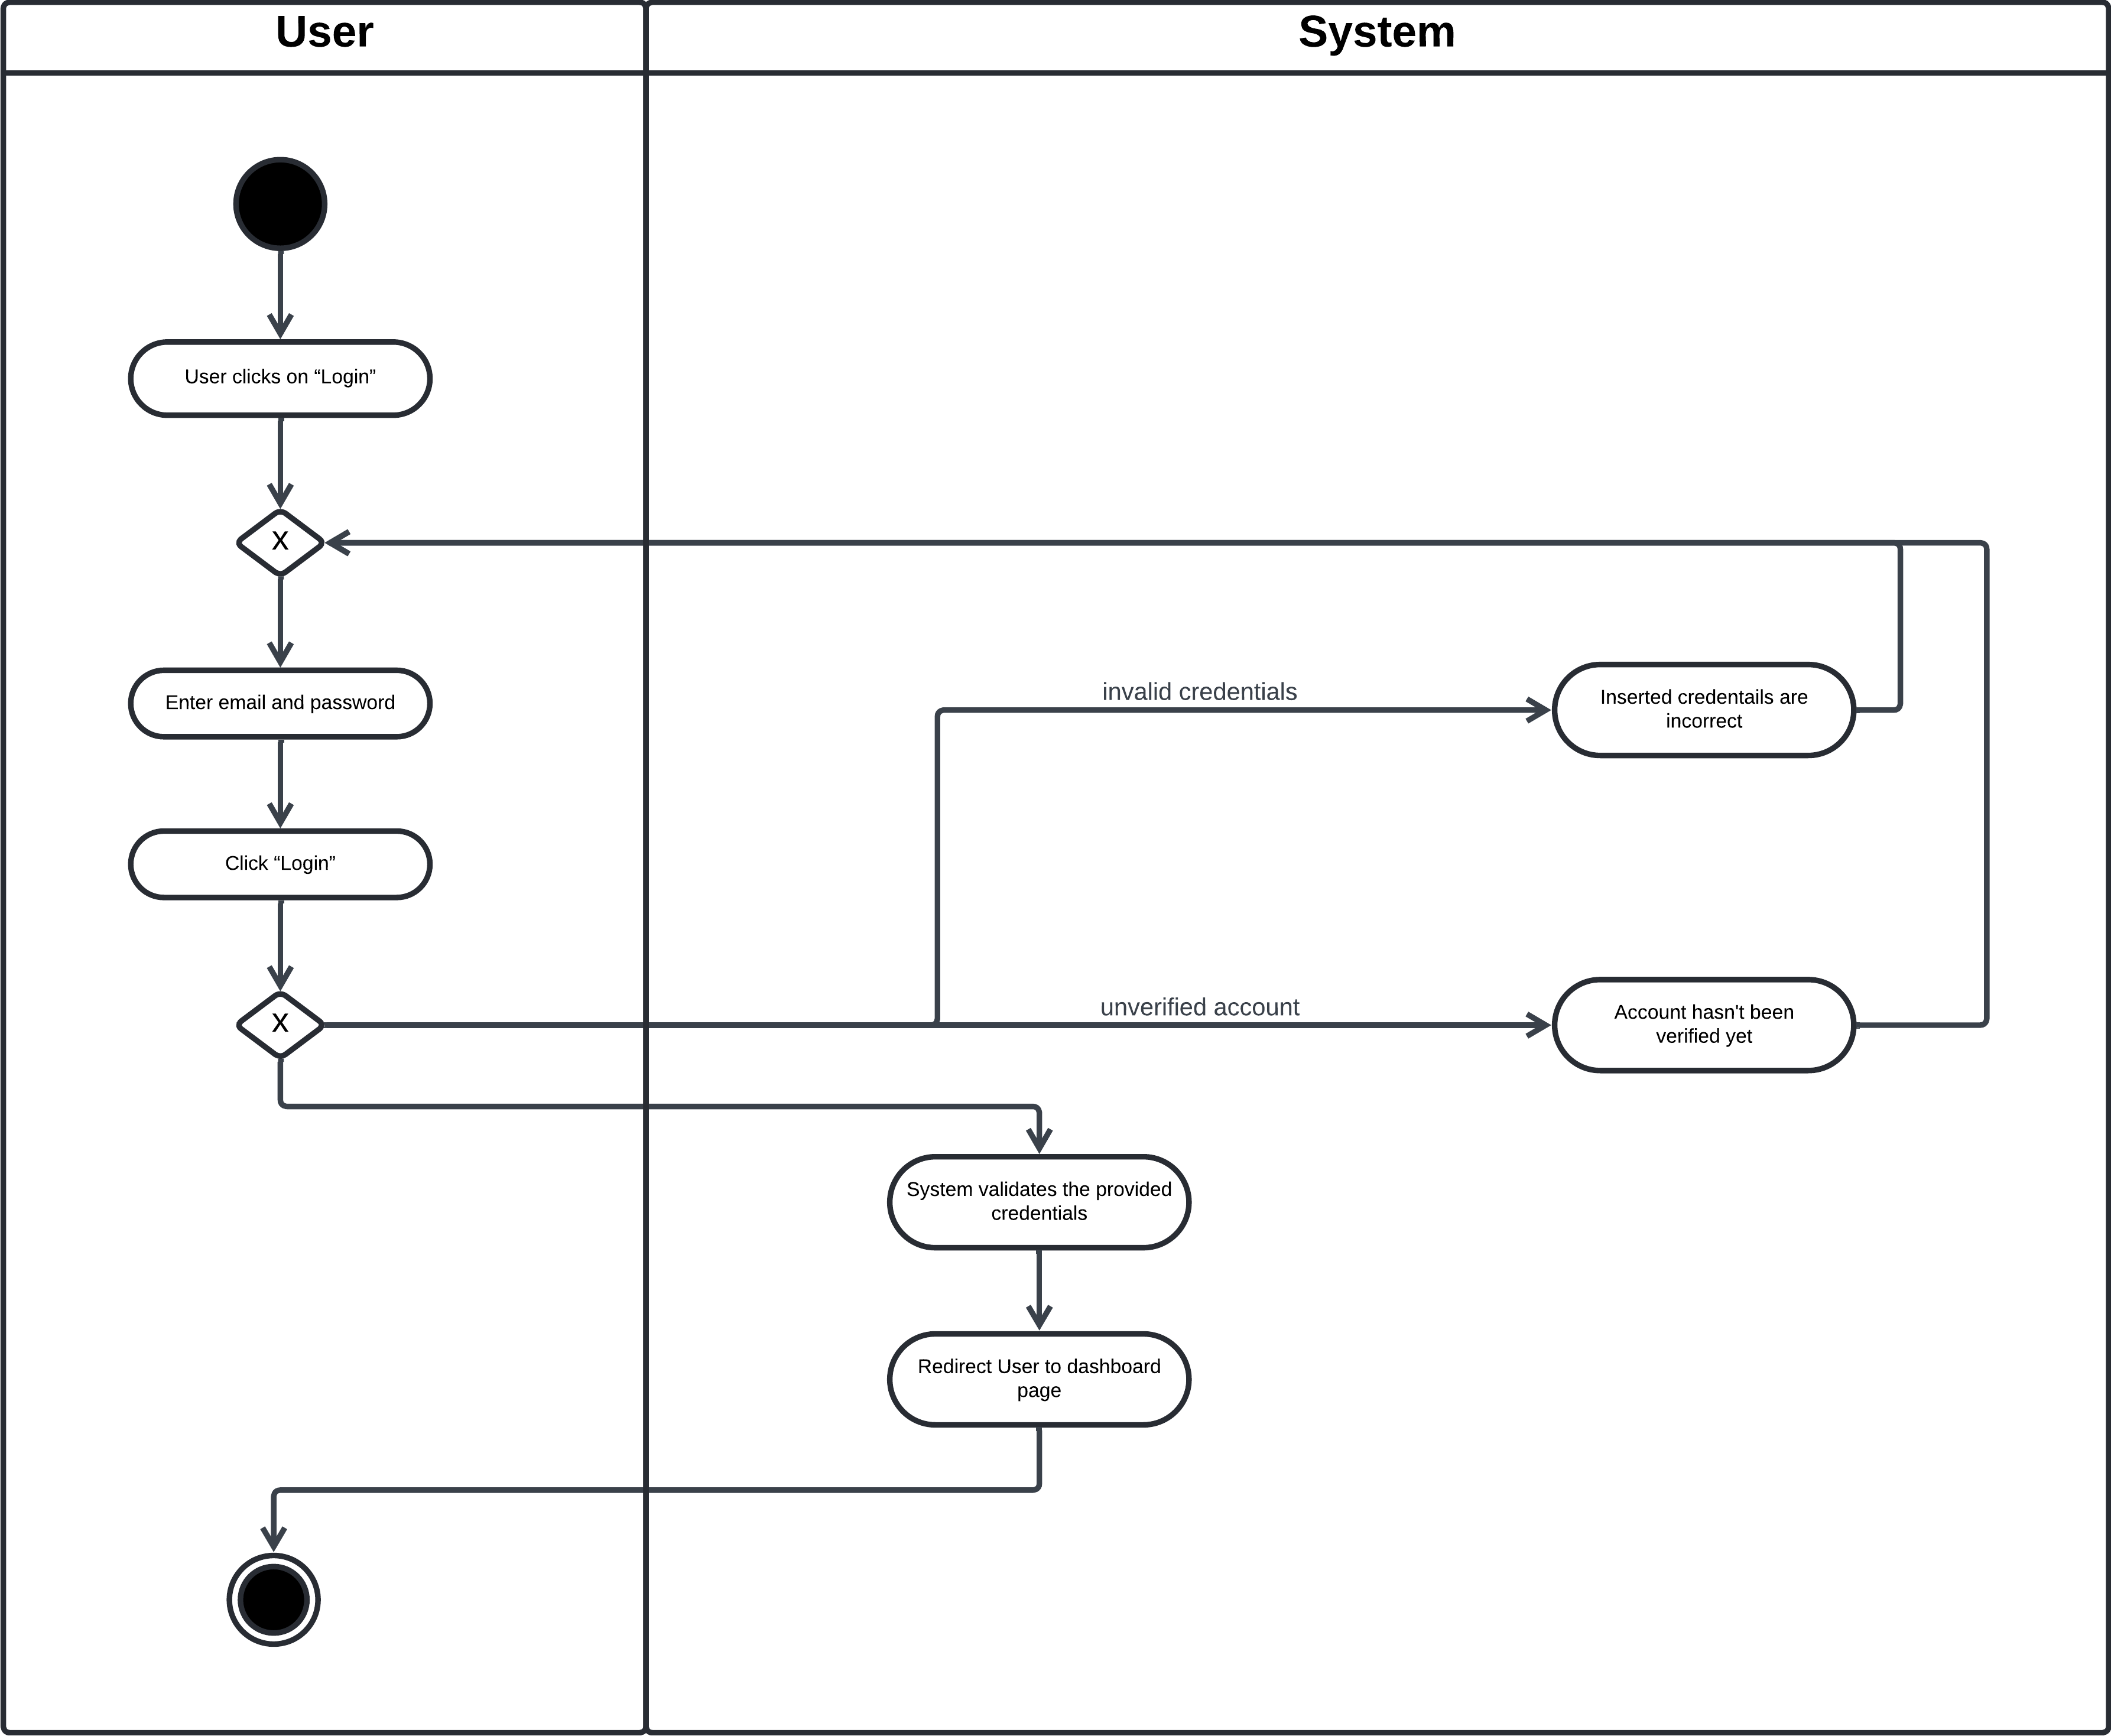 User
System
User clicks on “Login”
X
Enter email and password
invalid credentials
Inserted credentails are
incorrect
Click “Login”
X
unverified account
Account hasn't been
verified yet
System validates the provided
credentials
Redirect User to dashboard
page